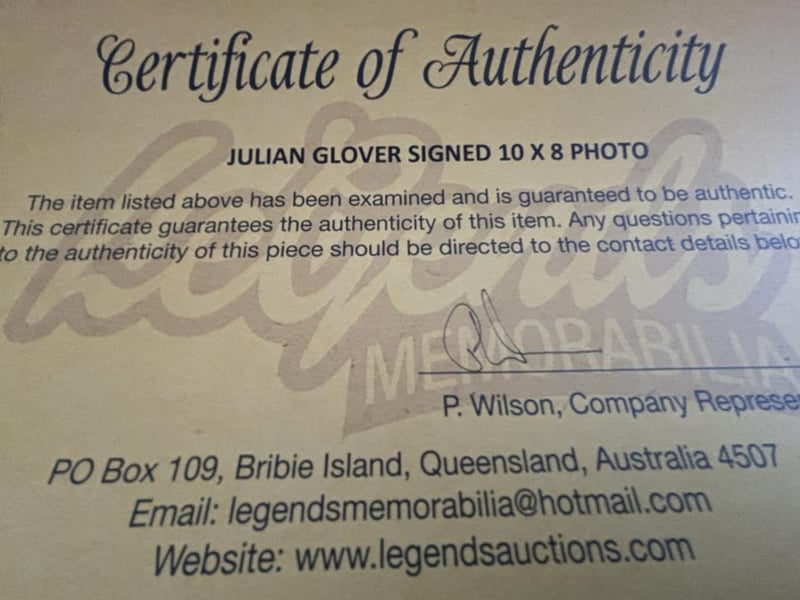 Certificate of Authenticity
JULIAN GLOVER SIGNED 10 X 8 PHOTO
The item listed above has been examined and is guaranteed to be authentic.
This certificate guarantees the authenticity of this item. Any questions pertainin
to the authenticity of this piece should be directed to the contact details belo
Legends
MEMORABILIA
P. Wilson, Company Represe
PO Box 109, Bribie Island, Queensland, Australia 4507
Email: legendsmemorabilia@hotmail.com
Website: www.legendsauctions.com